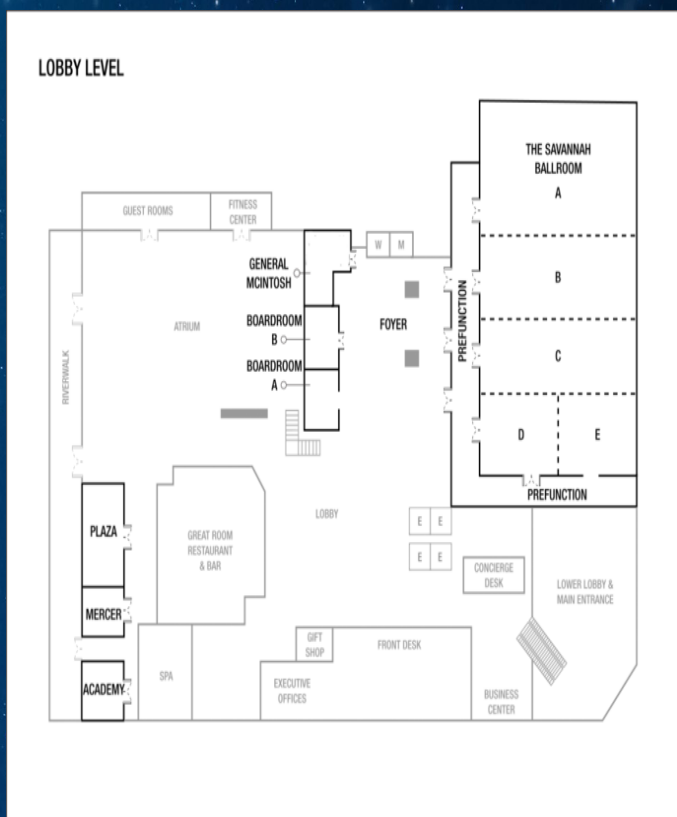 LOBBY LEVEL
THE SAVANNAH
BALLROOM
A
GUEST ROOMS
FITNESS
CENTER
W
M
GENERAL
MCINTOSH
B
PREFUNCTION
BOARDROOM
B
FOYER
ATRIUM
RIVERWALK
BOARDROOM
A
C
D
E
PREFUNCTION
LOBBY
E
E
PLAZA
GREAT ROOM
RESTAURANT
& BAR
E
E
CONCIERGE
DESK
LOWER LOBBY &
MAIN ENTRANCE
MERCER
GIFT
SHOP
FRONT DESK
SPA
ACADEMY
EXECUTIVE
OFFICES
BUSINESS
CENTER